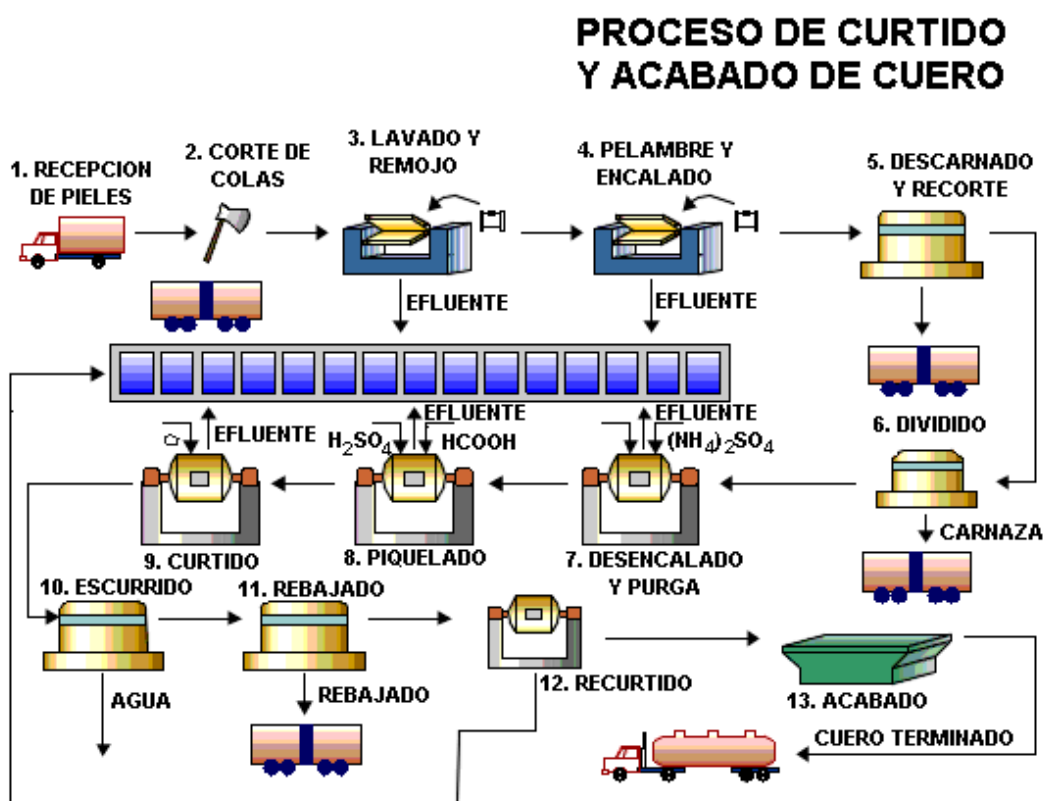 PROCESO DE CURTIDO
Y ACABADO DE CUERO
1. RECEPCION
DE PIELES
2. CORTE DE
COLAS
3. LAVADO Y
REMOJO
4. PELAMBRE Y
ENCALADO
5. DESCARNADO
Y RECORTE
EFLUENTE
EFLUENTE
6. DIVIDIDO
CARNAZA
EFLUENTE
(NH₄)₂SO₄
7. DESENCALADO
Y PURGA
EFLUENTE
H₂SO₄
HCOOH
8. PIQUELADO
EFLUENTE
9. CURTIDO
10. ESCURRIDO
AGUA
11. REBAJADO
REBAJADO
12. RECURTIDO
13. ACABADO
CUERO TERMINADO